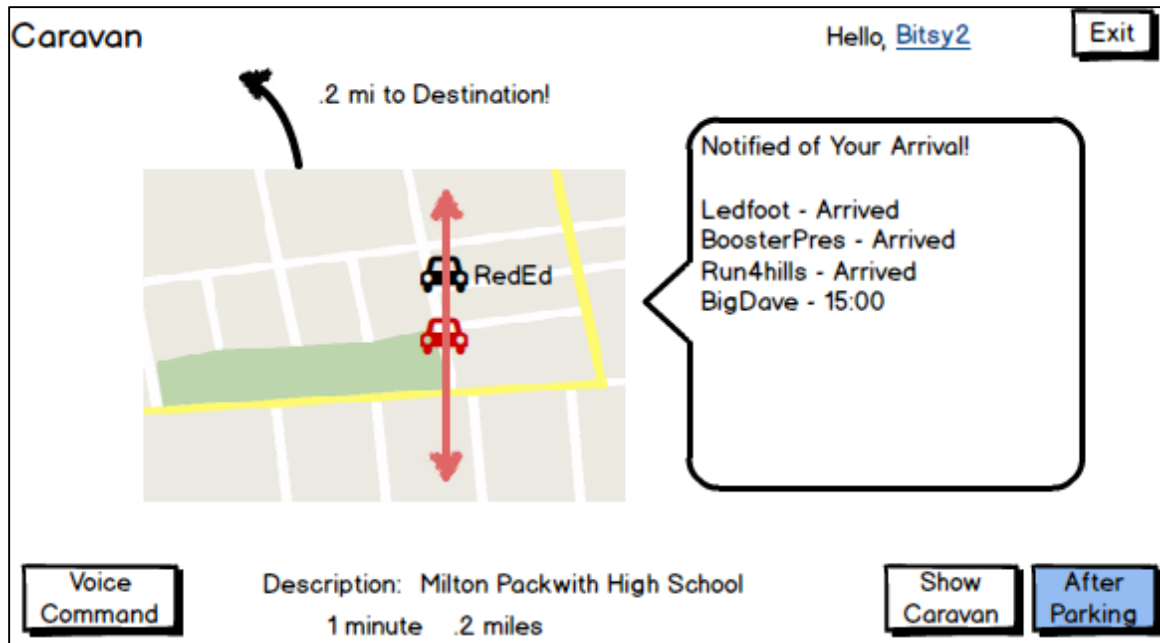 Caravan
Hello, Bitsy2
Exit
.2 mi to Destination!
Notified of Your Arrival!
Ledfoot - Arrived
BoosterPres - Arrived
Run4hills - Arrived
BigDave - 15:00
RedEd
Voice
Command
Description: Milton Packwith High School
1 minute .2 miles
Show
Caravan
After
Parking